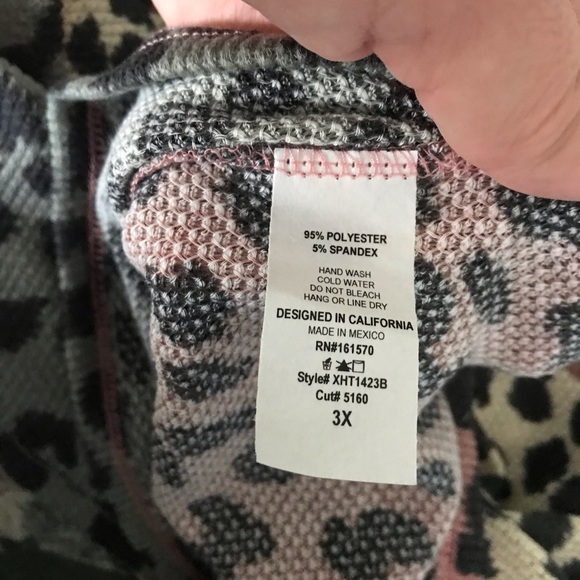 95% POLYESTER
5% SPANDEX
HAND WASH
COLD WATER
DO NOT BLEACH
HANG OR LINE DRY
DESIGNED IN CALIFORNIA
MADE IN MEXICO
RN#161570
Style# XHT1423B
Cut# 5160
3X